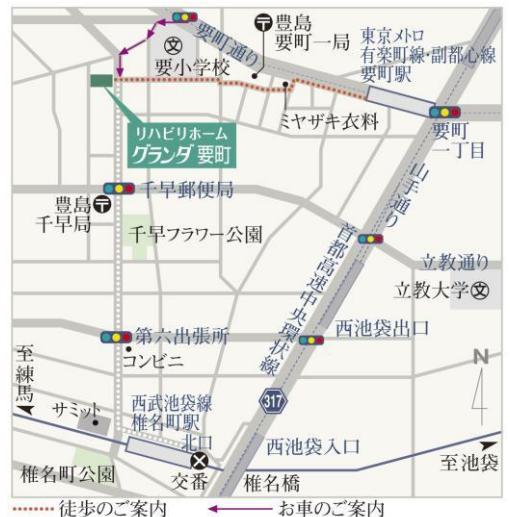 豊島
要町一局
要町通り
文
要小学校
東京メトロ
有楽町線・副都心線
要町駅
ミヤザキ衣料
要町
一丁目
リハビリホーム
グランダ 要町
千早郵便局
豊島
千早局
千早フラワー公園
山手通り
首都高速中央環状線
立教通り
立教大学
文
第六出張所
コンビニ
西池袋出口
N
至
練
馬
サミット
西武池袋線
椎名町駅
北口
317
西池袋入口
至池袋
椎名町公園
交番
椎名橋
徒歩のご案内
お車のご案内